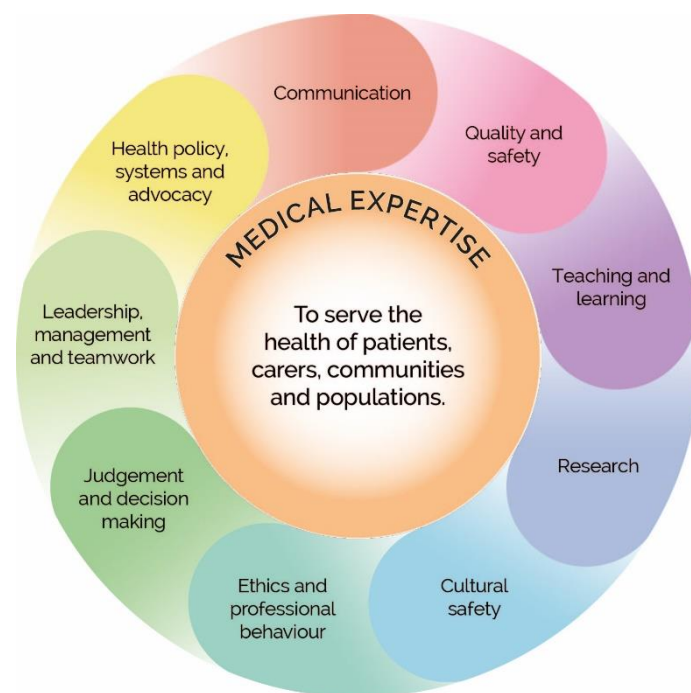 Communication
Quality and
safety
Teaching and
learning
Research
Cultural
safety
Ethics and
professional
behaviour
Judgement
and decision
making
Leadership,
management
and teamwork
Health policy,
systems and
advocacy
MEDICAL EXPERTISE
To serve the
health of patients,
carers, communities
and populations.